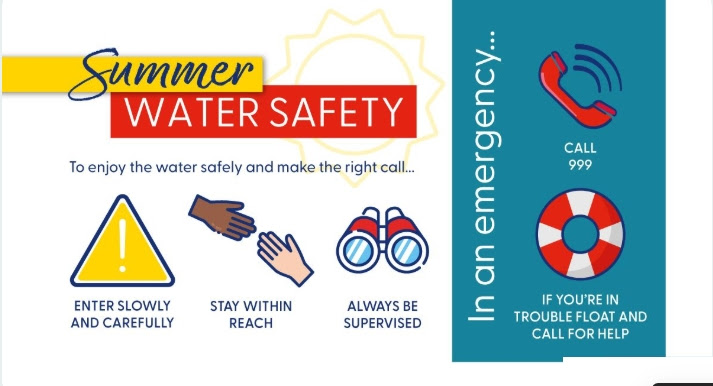 Summer
WATER SAFETY
To enjoy the water safely and make the right call...
ENTER SLOWLY
AND CAREFULLY
STAY WITHIN
REACH
ALWAYS BE
SUPERVISED
In an emergency...
CALL
999
IF YOU'RE IN
TROUBLE FLOAT AND
CALL FOR HELP